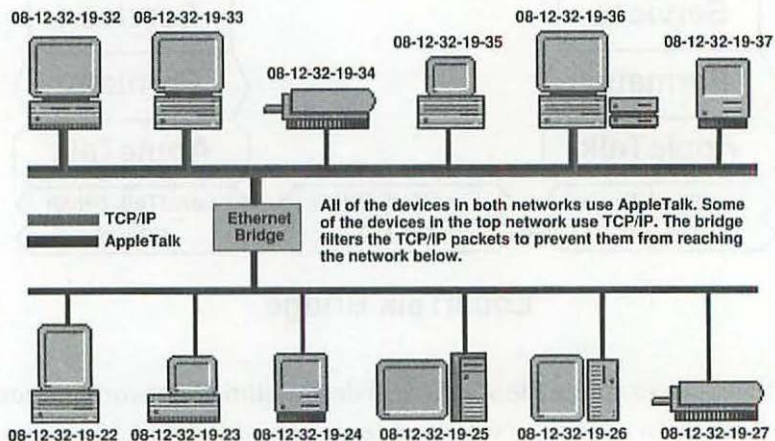 08-12-32-19-32 08-12-32-19-33 08-12-32-19-36
08-12-32-19-35 08-12-32-19-37
08-12-32-19-34
TCP/IP
AppleTalk
Ethernet
Bridge
All of the devices in both networks use AppleTalk. Some
of the devices in the top network use TCP/IP. The bridge
filters the TCP/IP packets to prevent them from reaching
the network below.
08-12-32-19-22 08-12-32-19-23 08-12-32-19-24 08-12-32-19-25 08-12-32-19-26 08-12-32-19-27